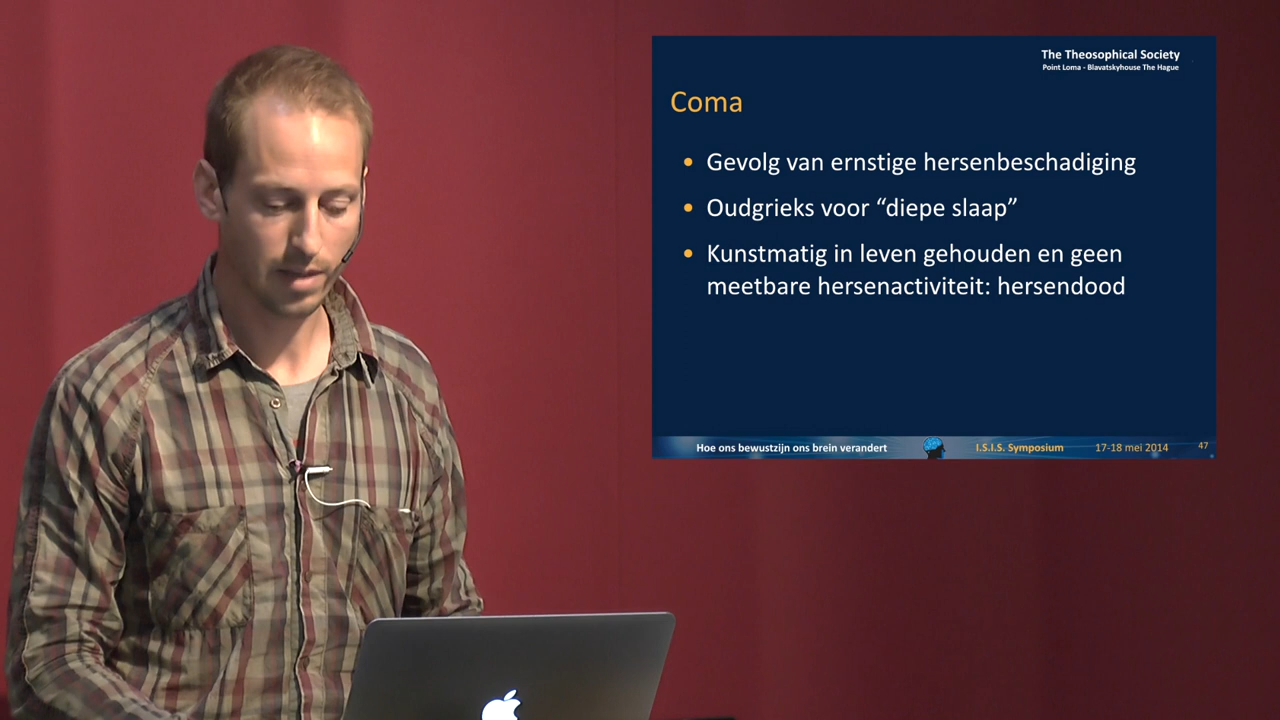 The Theosophical Society
Point Loma - Blavatskyhouse The Hague
Coma
• Gevolg van ernstige hersenbeschadiging
• Oudgrieks voor “diepe slaap”
• Kunstmatig in leven gehouden en geen
meetbare hersenactiviteit: hersendood
Hoe ons bewustzijn ons brein verandert I.S.I.S. Symposium 17-18 mei 2014 47